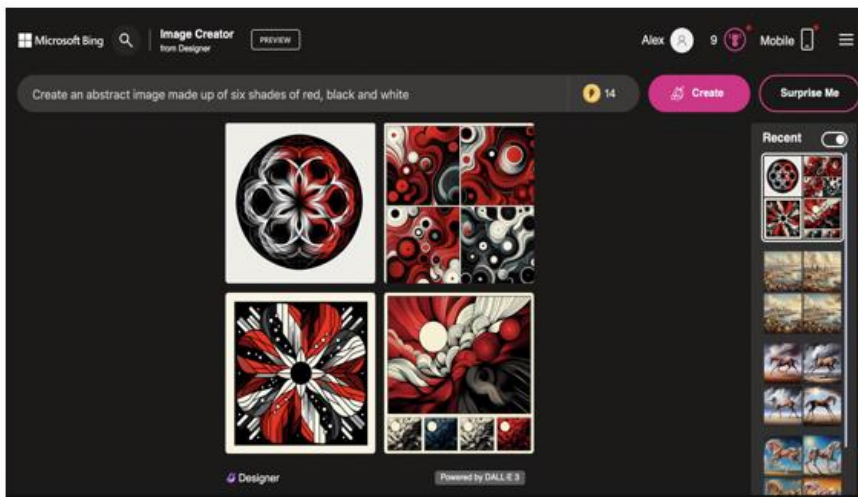 Microsoft Bing
Image Creator
from Designer
PREVIEW
Alex
9
Mobile
Create an abstract image made up of six shades of red, black and white
14
Create
Surprise Me
Recent
Designer
Powered by DALL·E 3